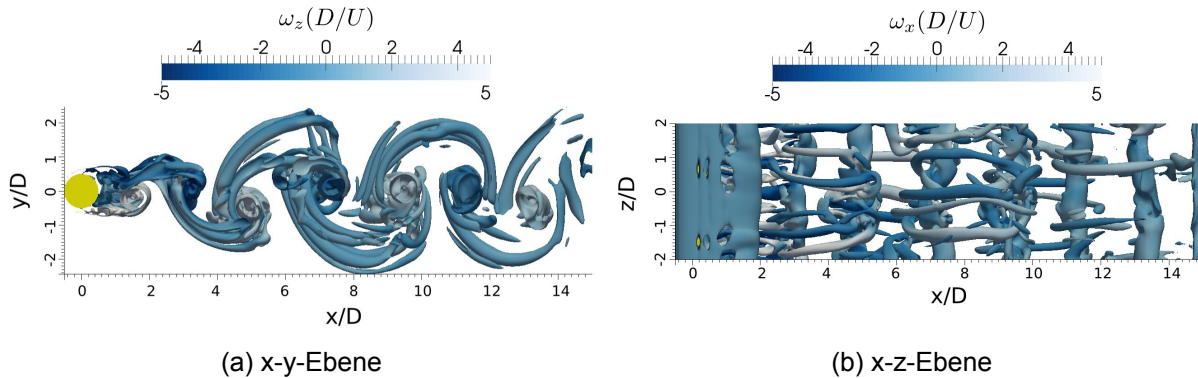 ω_z(D/U)
-4 -2 0 2 4
-5 5
2
1
0
-1
-2
y/D
0 2 4 6 8 10 12 14
x/D
(a) x-y-Ebene
ω_x(D/U)
-4 -2 0 2 4
-5 5
2
1
0
-1
-2
z/D
0 2 4 6 8 10 12 14
x/D
(b) x-z-Ebene